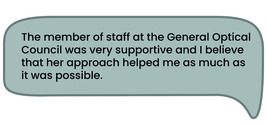 The member of staff at the General Optical
Council was very supportive and I believe
that her approach helped me as much as
it was possible.